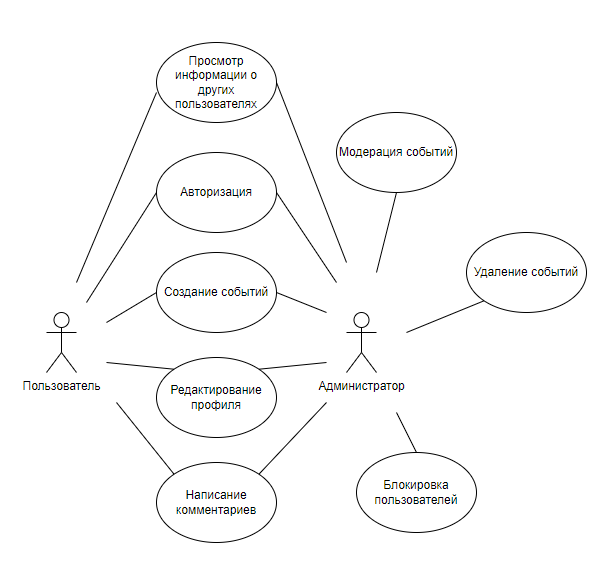 Просмотр
информации о
других
пользователях
Модерация событий
Авторизация
Удаление событий
Создание событий
Пользователь
Администратор
Редактирование
профиля
Блокировка
пользователей
Написание
комментариев